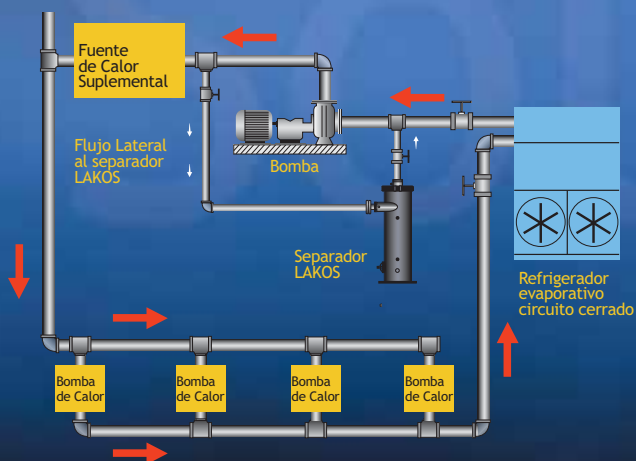 Fuente
de Calor
Suplemental
Flujo Lateral
al separador
LAKOS
Bomba
Separador
LAKOS
Refrigerador
evaporativo
circuito cerrado
Bomba
de Calor
Bomba
de Calor
Bomba
de Calor
Bomba
de Calor